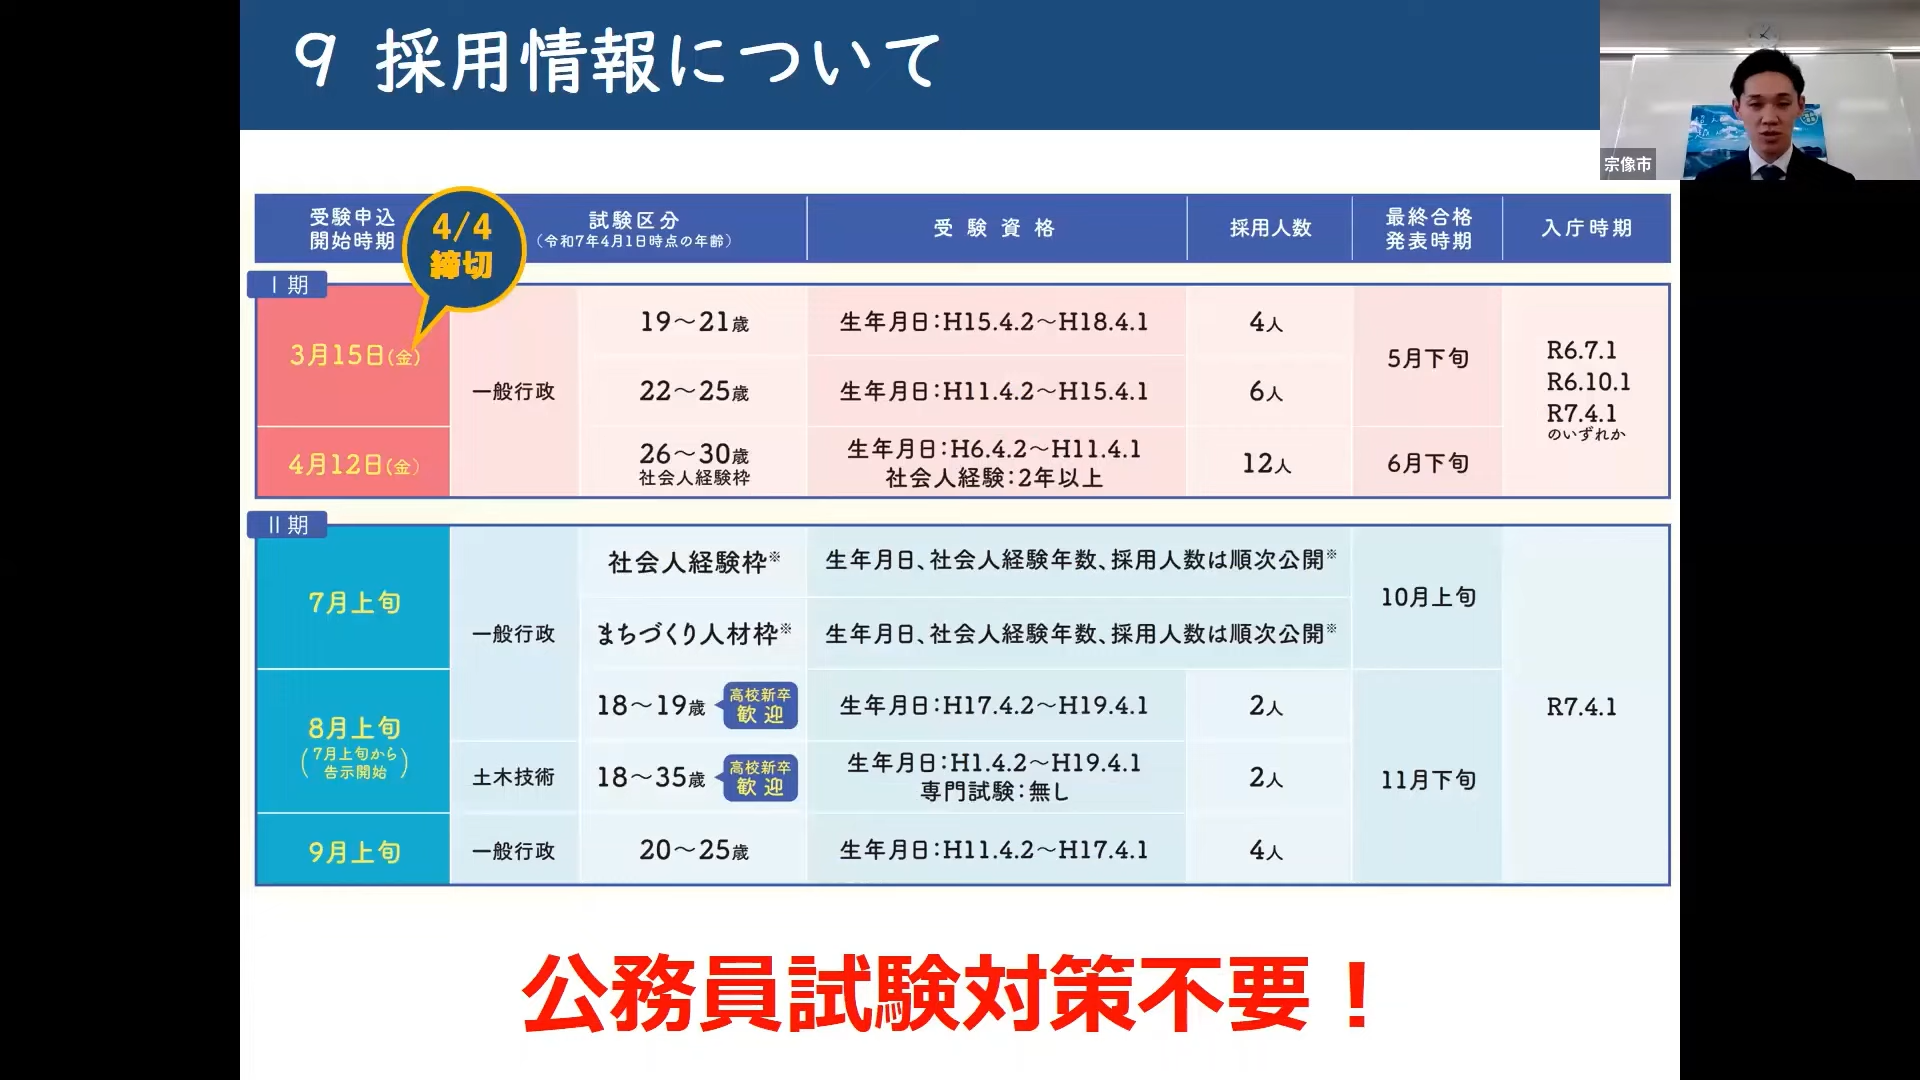 9 採用情報について
宗像市
受験申込
開始時期
4/4
締切
試験区分
（令和7年4月1日時点の年齢）
受験資格
採用人数
最終合格
発表時期
入庁時期
Ⅰ期
3月15日(金)
一般行政
19～21歳
生年月日：H15.4.2～H18.4.1
4人
5月下旬
R6.7.1
R6.10.1
R7.4.1
のいずれか
22～25歳
生年月日：H11.4.2～H15.4.1
6人
4月12日(金)
26～30歳
社会人経験枠
生年月日：H6.4.2～H11.4.1
社会人経験：2年以上
12人
6月下旬
Ⅱ期
7月上旬
一般行政
社会人経験枠※
生年月日、社会人経験年数、採用人数は順次公開※
10月上旬
R7.4.1
まちづくり人材枠※
生年月日、社会人経験年数、採用人数は順次公開※
8月上旬
（7月上旬から
告示開始）
18～19歳
高校新卒
歓迎
生年月日：H17.4.2～H19.4.1
2人
11月下旬
土木技術
18～35歳
高校新卒
歓迎
生年月日：H1.4.2～H19.4.1
専門試験：無し
2人
9月上旬
一般行政
20～25歳
生年月日：H11.4.2～H17.4.1
4人
公務員試験対策不要！